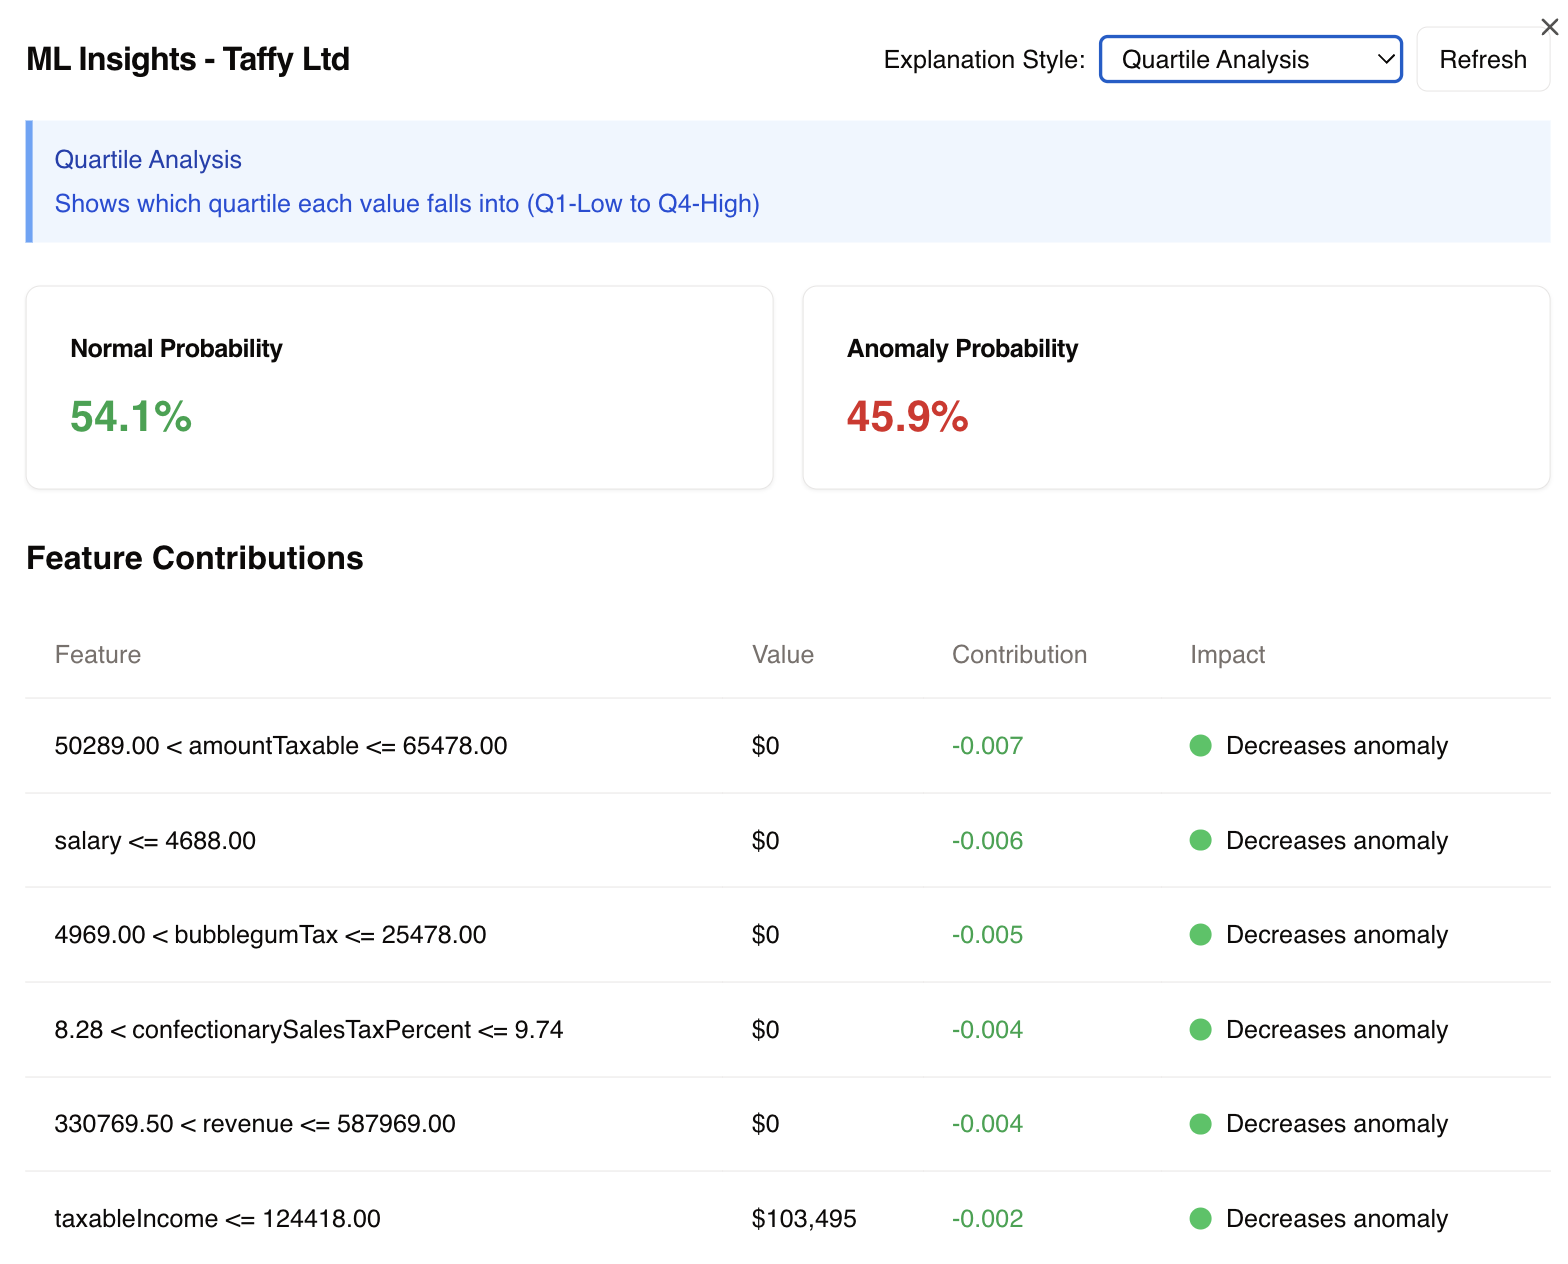 ML Insights - Taffy Ltd
Explanation Style: Quartile Analysis Refresh
Quartile Analysis
Shows which quartile each value falls into (Q1-Low to Q4-High)
Normal Probability
54.1%
Anomaly Probability
45.9%
Feature Contributions
Feature Value Contribution Impact
50289.00 < amountTaxable <= 65478.00 $0 -0.007 Decreases anomaly
salary <= 4688.00 $0 -0.006 Decreases anomaly
4969.00 < bubblegumTax <= 25478.00 $0 -0.005 Decreases anomaly
8.28 < confectionarySalesTaxPercent <= 9.74 $0 -0.004 Decreases anomaly
330769.50 < revenue <= 587969.00 $0 -0.004 Decreases anomaly
taxableIncome <= 124418.00 $103,495 -0.002 Decreases anomaly